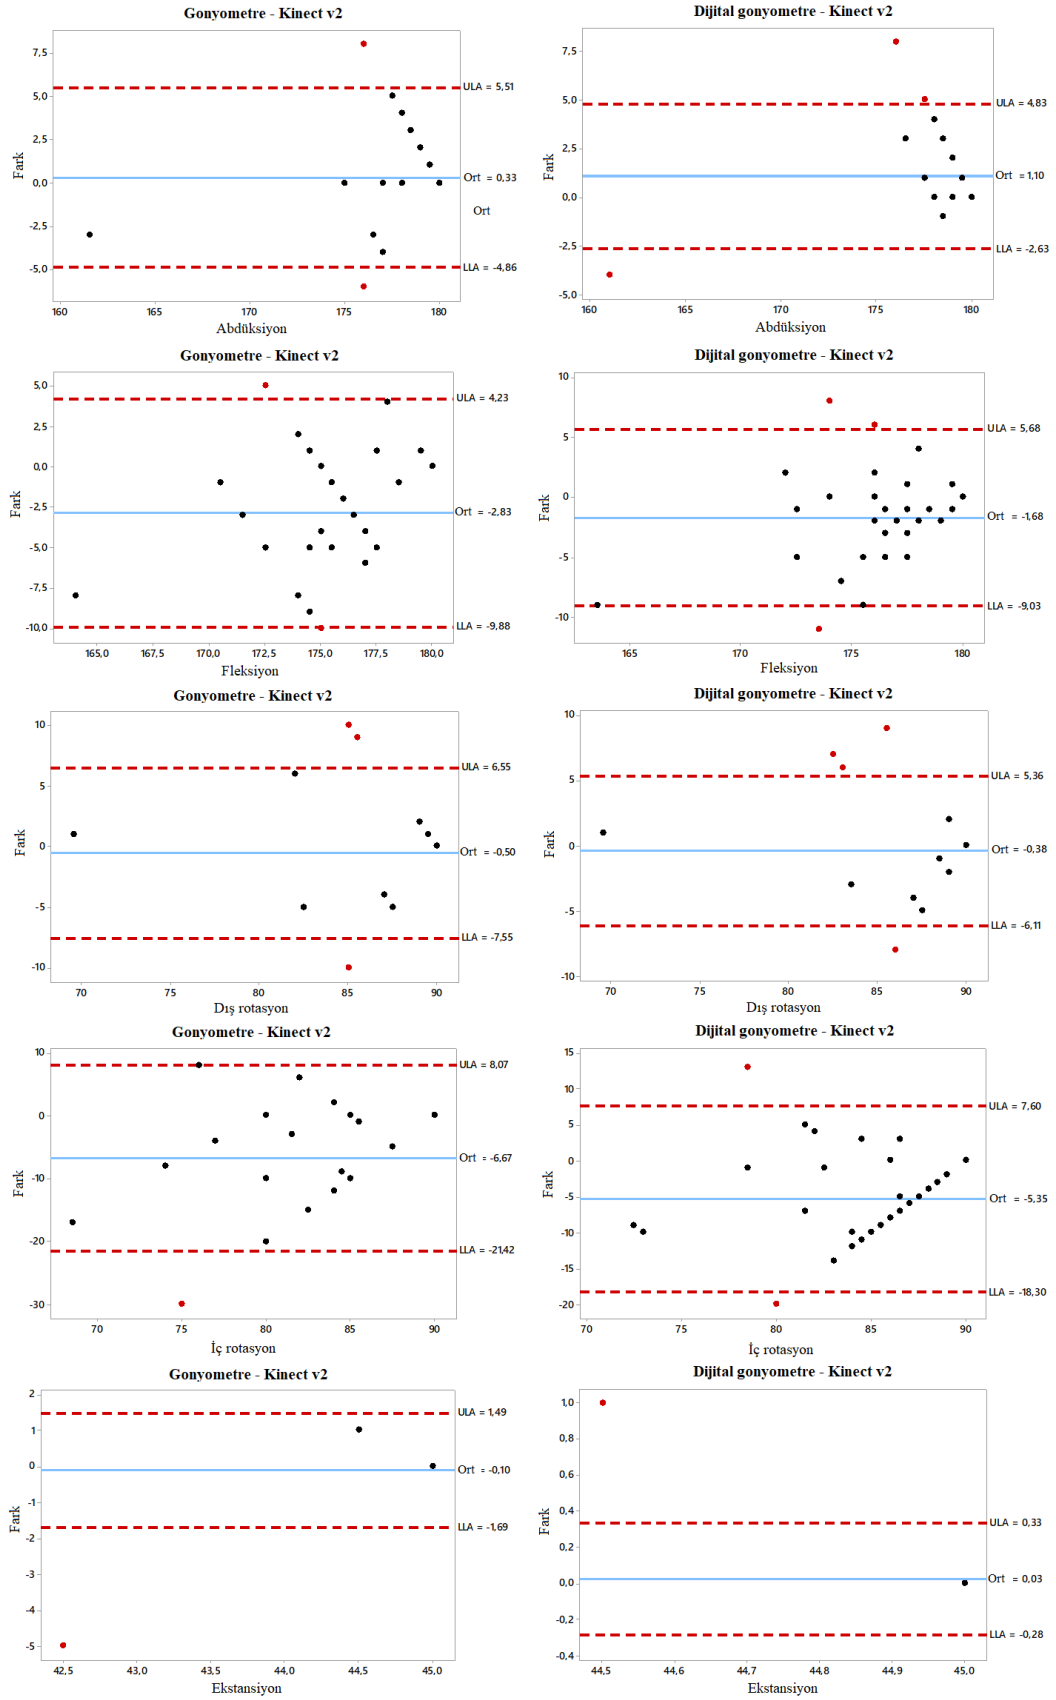 Gonyometre - Kinect v2
7,5
5,0
2,5
0,0
-2,5
-5,0
Fark
ULA = 5,51
Ort = 0,33
Ort
LLA = -4,86
160 165 170 175 180
Abdüksiyon
Dijital gonyometre - Kinect v2
7,5
5,0
2,5
0,0
-2,5
-5,0
Fark
ULA = 4,83
Ort = 1,10
LLA = -2,63
160 165 170 175 180
Abdüksiyon
Gonyometre - Kinect v2
5,0
2,5
0,0
-2,5
-5,0
-7,5
-10,0
Fark
ULA = 4,23
Ort = -2,83
LLA = -9,88
165,0 167,5 170,0 172,5 175,0 177,5 180,0
Fleksiyon
Dijital gonyometre - Kinect v2
10
5
0
-5
-10
Fark
ULA = 5,68
Ort = -1,68
LLA = -9,03
165 170 175 180
Fleksiyon
Gonyometre - Kinect v2
10
5
0
-5
-10
Fark
ULA = 6,55
Ort = -0,50
LLA = -7,55
70 75 80 85 90
Dış rotasyon
Dijital gonyometre - Kinect v2
10
5
0
-5
-10
Fark
ULA = 5,36
Ort = -0,38
LLA = -6,11
70 75 80 85 90
Dış rotasyon
Gonyometre - Kinect v2
10
0
-10
-20
-30
Fark
ULA = 8,07
Ort = -6,67
LLA = -21,42
70 75 80 85 90
İç rotasyon
Dijital gonyometre - Kinect v2
15
10
5
0
-5
-10
-15
-20
Fark
ULA = 7,60
Ort = -5,35
LLA = -18,30
70 75 80 85 90
İç rotasyon
Gonyometre - Kinect v2
2
1
0
-1
-2
-3
-4
-5
Fark
ULA = 1,49
Ort = -0,10
LLA = -1,69
42,5 43,0 43,5 44,0 44,5 45,0
Ekstansiyon
Dijital gonyometre - Kinect v2
1,0
0,8
0,6
0,4
0,2
0,0
-0,2
-0,4
Fark
ULA = 0,33
Ort = 0,03
LLA = -0,28
44,5 44,6 44,7 44,8 44,9 45,0
Ekstansiyon